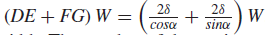 (DE + FG) W = (2δ/cosα + 2δ/sinα) W